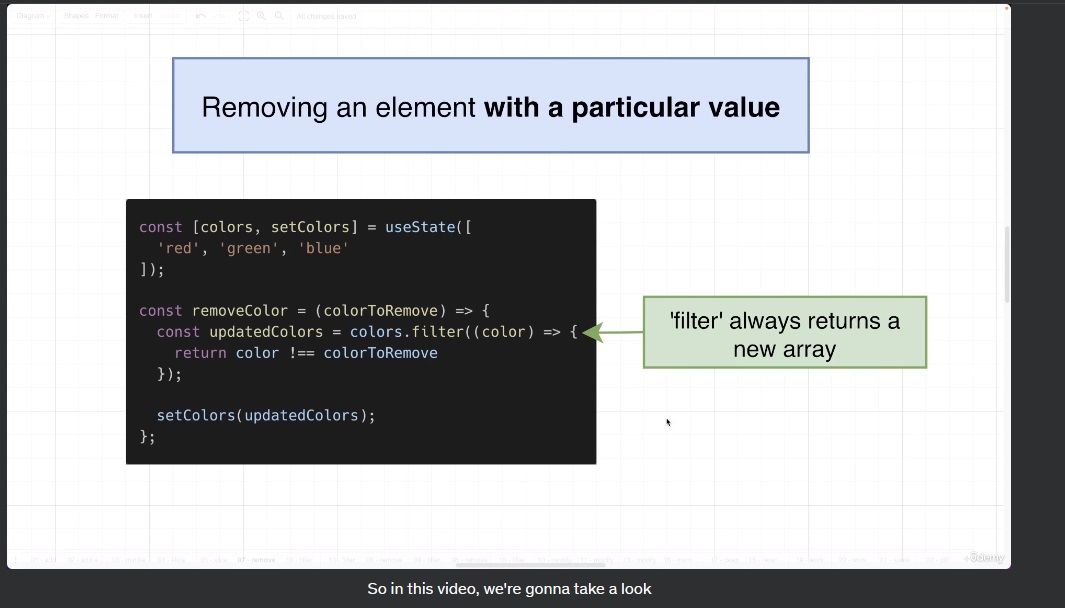 Diagram Shapes Format Insert
All changes saved
Removing an element with a particular value
const [colors, setColors] = useState([
'red', 'green', 'blue'
]);
const removeColor = (colorToRemove) => {
const updatedColors = colors.filter((color) => {
return color !== colorToRemove
});
setColors(updatedColors);
};
'filter' always returns a
new array
ûdemy
So in this video, we're gonna take a look